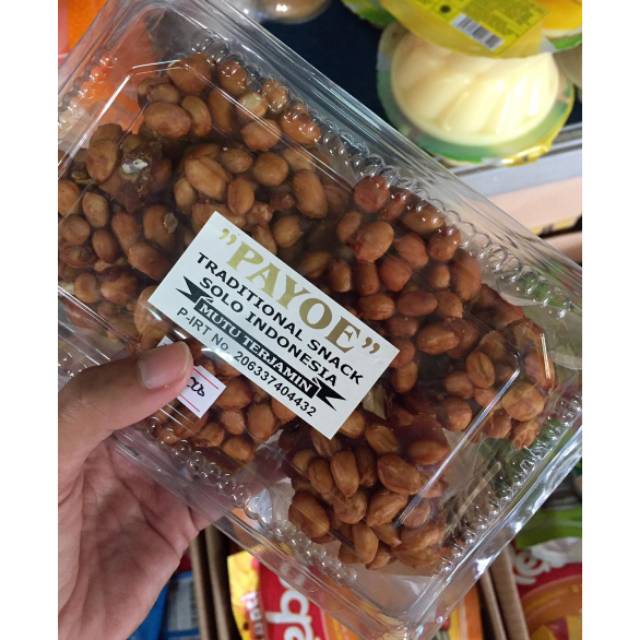 "PAYOE"
TRADITIONAL SNACK
SOLO INDONESIA
MUTU TERJAMIN
P-IRT No. 206337404432